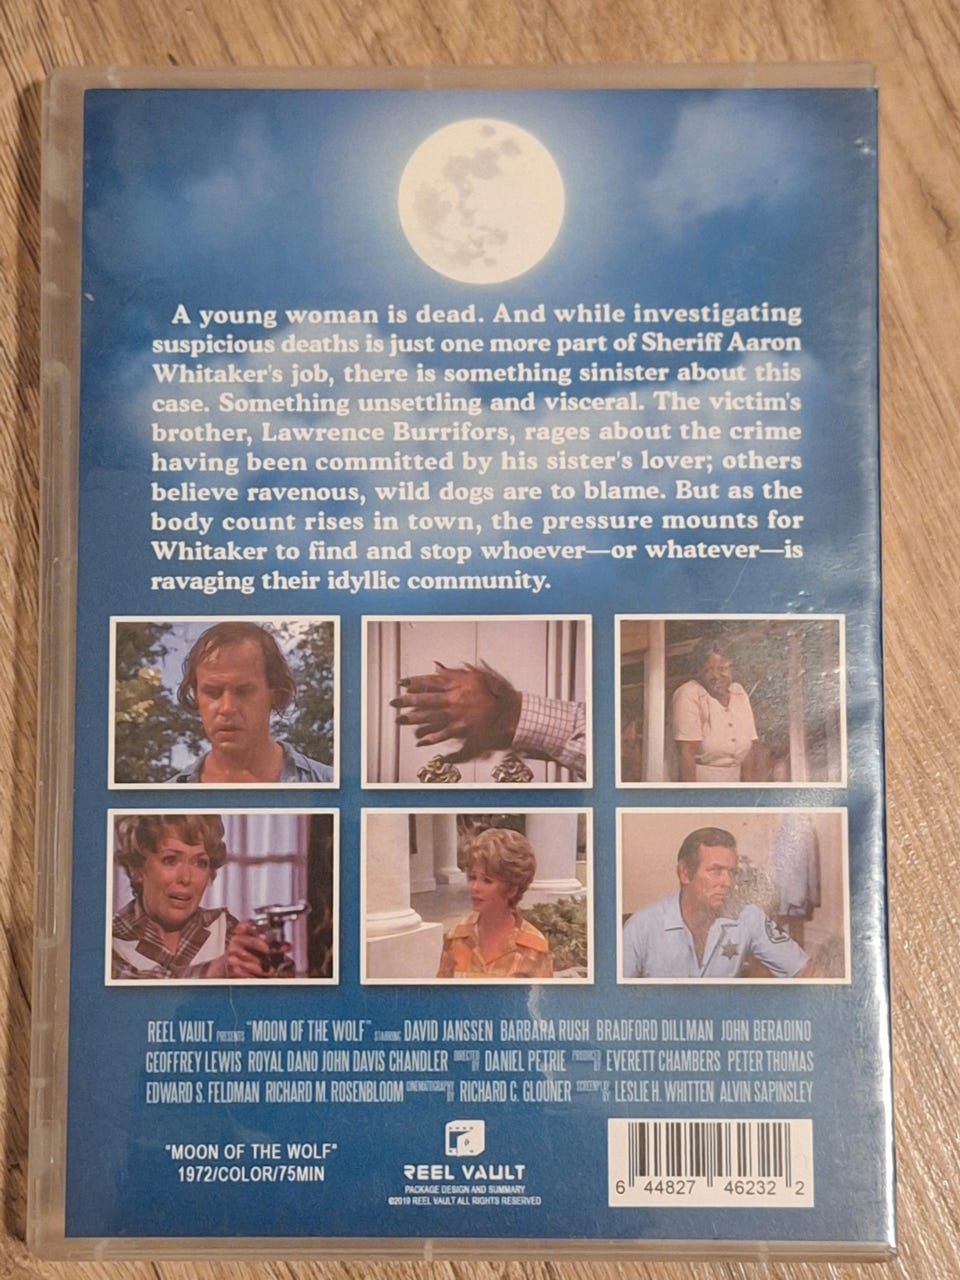 A young woman is dead. And while investigating
suspicious deaths is just one more part of Sheriff Aaron
Whitaker's job, there is something sinister about this
case. Something unsettling and visceral. The victim's
brother, Lawrence Burrifors, rages about the crime
having been committed by his sister's lover; others
believe ravenous, wild dogs are to blame. But as the
body count rises in town, the pressure mounts for
Whitaker to find and stop whoever—or whatever—is
ravaging their idyllic community.
REEL VAULT PRESENTS "MOON OF THE WOLF" STARRING DAVID JANSSEN BARBARA RUSH BRADFORD DILLMAN JOHN BERADINO
GEOFFREY LEWIS ROYAL DANO JOHN DAVIS CHANDLER DIRECTED BY DANIEL PETRIE PRODUCED BY EVERETT CHAMBERS PETER THOMAS
EDWARD S. FELDMAN RICHARD M. ROSENBLOOM CINEMATOGRAPHY BY RICHARD C. GLOUNER SCREENPLAY BY LESLIE H. WHITTEN ALVIN SAPINSLEY
"MOON OF THE WOLF"
1972/COLOR/75MIN
REEL VAULT
PACKAGE DESIGN AND SUMMARY
©2019 REEL VAULT ALL RIGHTS RESERVED
6 44827 46232 2